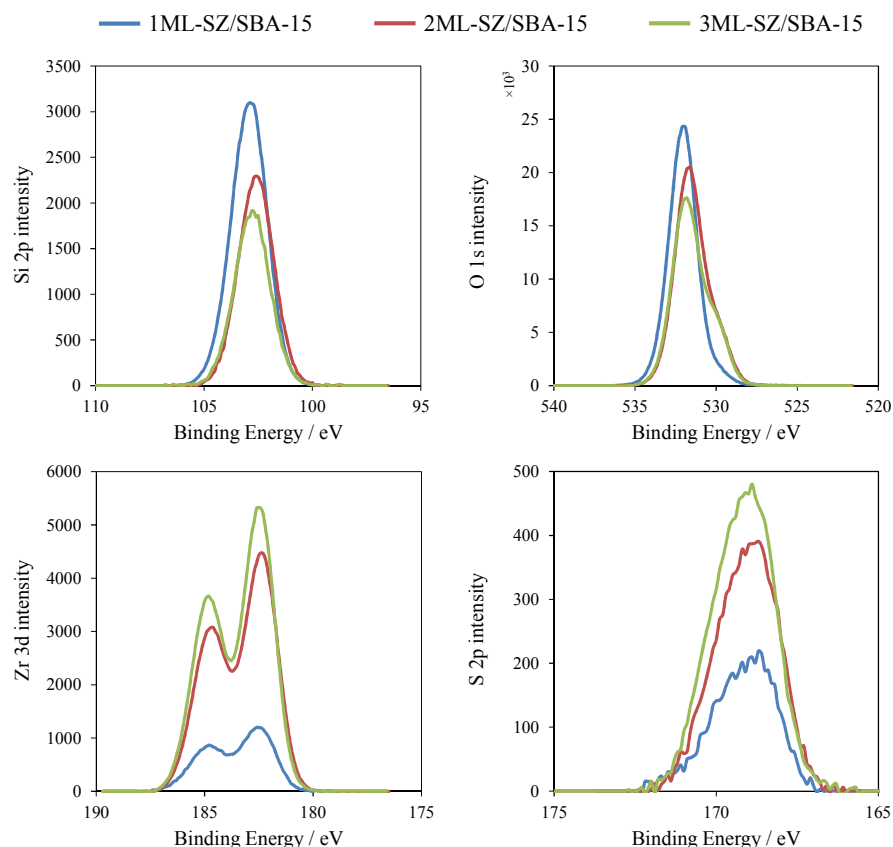 1ML-SZ/SBA-15 2ML-SZ/SBA-15 3ML-SZ/SBA-15
Si 2p intensity
3500
3000
2500
2000
1500
1000
500
0
110 105 100 95
Binding Energy / eV
O 1s intensity
×10³
30
25
20
15
10
5
0
540 535 530 525 520
Binding Energy / eV
Zr 3d intensity
6000
5000
4000
3000
2000
1000
0
190 185 180 175
Binding Energy / eV
S 2p intensity
500
400
300
200
100
0
175 170 165
Binding Energy / eV